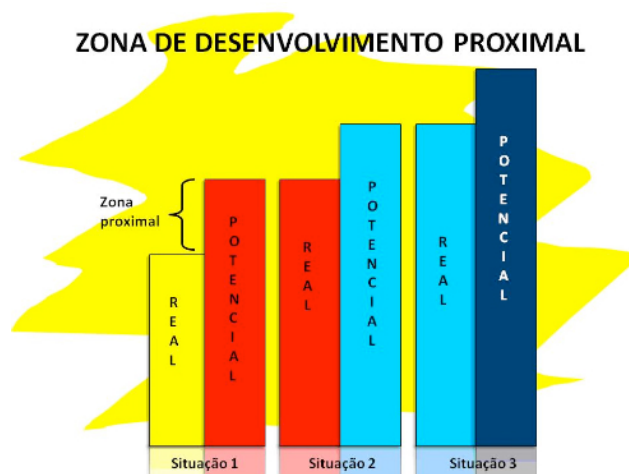 ZONA DE DESENVOLVIMENTO PROXIMAL
Zona
proximal
REAL
POTENCIAL
REAL
POTENCIAL
REAL
POTENCIAL
Situação 1
Situação 2
Situação 3